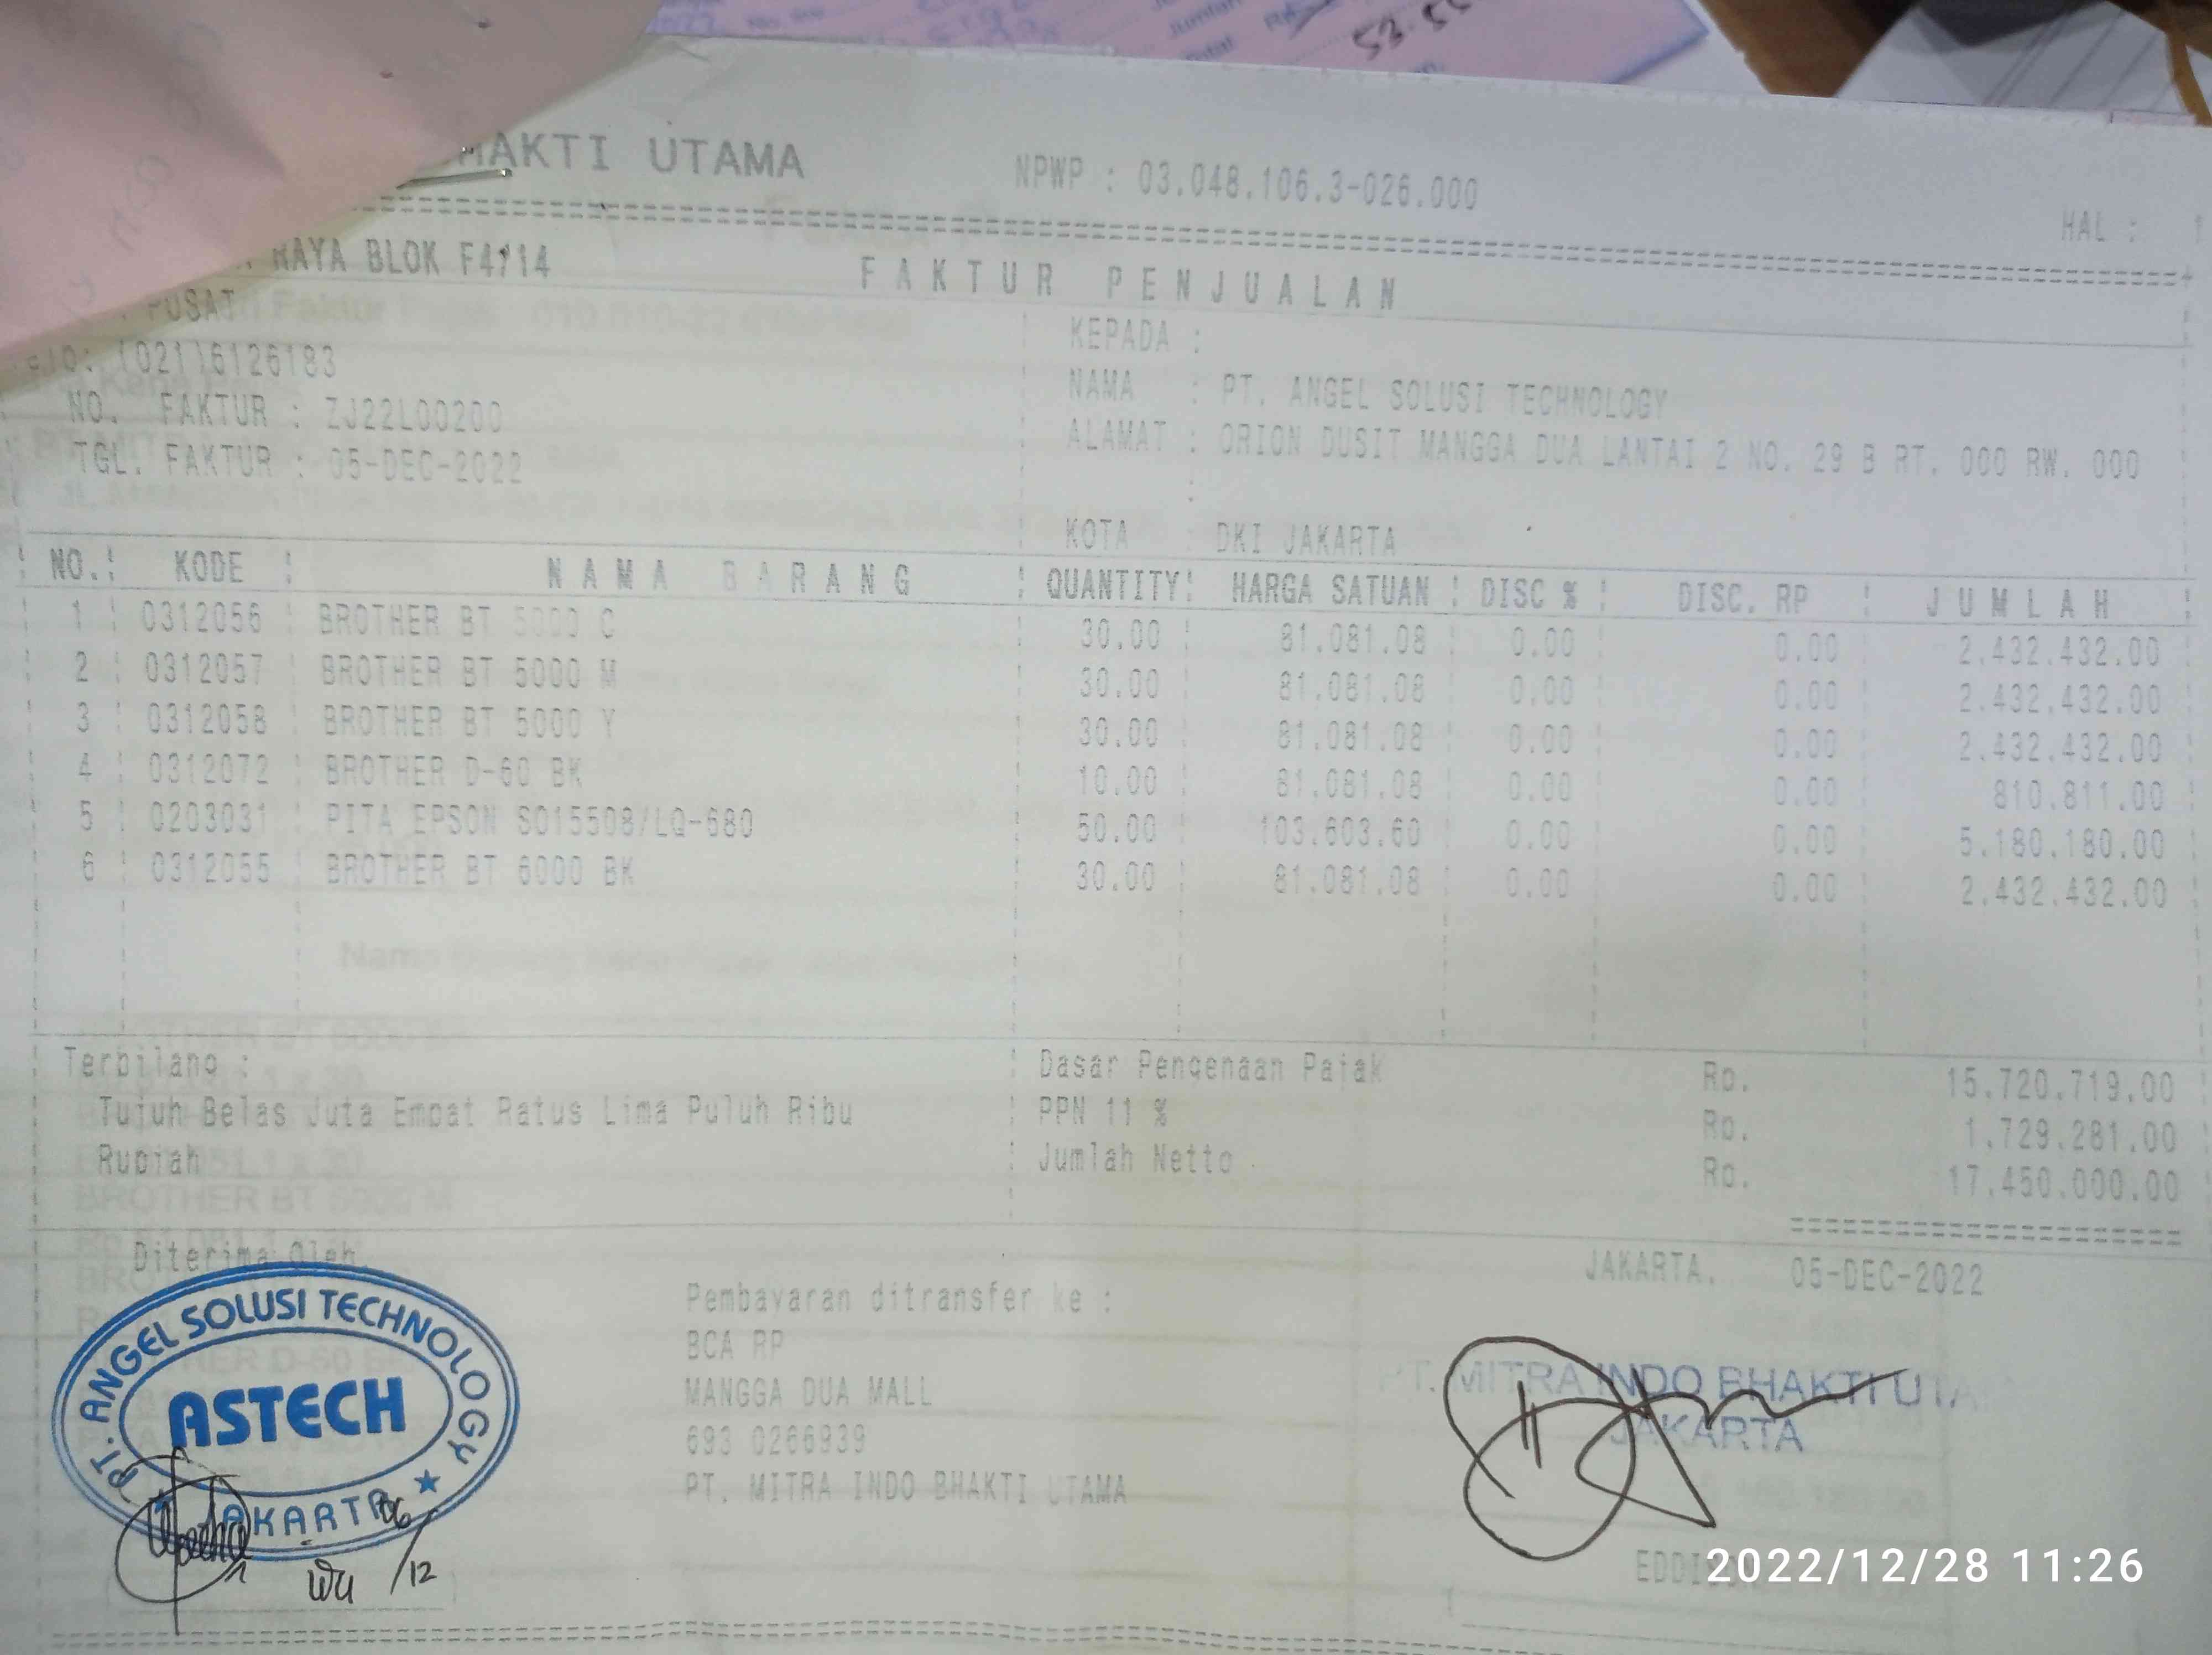 BHAKTI UTAMA NPWP : 03.048.106.3-026.000
HAL :
RAYA BLOK F4/14
FAKTUR PENJUALAN
PUSAT
(021)6126183
NO. FAKTUR : ZJ22L00200
TGL. FAKTUR : 05-DEC-2022
KEPADA :
NAMA : PT. ANGEL SOLUSI TECHNOLOGY
ALAMAT : ORION DUSIT MANGGA DUA LANTAI 2 NO. 29 B RT. 000 RW. 000
:
KOTA : DKI JAKARTA
NO. KODE NAMA BARANG QUANTITY HARGA SATUAN DISC % DISC. RP JUMLAH
1 0312056 BROTHER BT 5000 C 30.00 81.081.08 0.00 0.00 2.432.432.00
2 0312057 BROTHER BT 5000 M 30.00 81.081.08 0.00 0.00 2.432.432.00
3 0312058 BROTHER BT 5000 Y 30.00 81.081.08 0.00 0.00 2.432.432.00
4 0312072 BROTHER D-60 BK 10.00 81.081.08 0.00 0.00 810.811.00
5 0203031 PITA EPSON S015508/LQ-680 50.00 103.603.60 0.00 0.00 5.180.180.00
6 0312055 BROTHER BT 6000 BK 30.00 81.081.08 0.00 0.00 2.432.432.00
Terbilang :
Tujuh Belas Juta Empat Ratus Lima Puluh Ribu
Rupiah
Dasar Pengenaan Pajak Rp. 15.720.719.00
PPN 11 % Rp. 1.729.281.00
Jumlah Netto Rp. 17.450.000.00
Diterima Oleh
JAKARTA, 05-DEC-2022
Pembayaran ditransfer ke :
BCA RP
MANGGA DUA MALL
693 0266939
PT. MITRA INDO BHAKTI UTAMA
PT. ANGEL SOLUSI TECHNOLOGY
ASTECH
JAKARTA
06/12
PT. MITRA INDO BHAKTI UTA
JAKARTA
2022/12/28 11:26